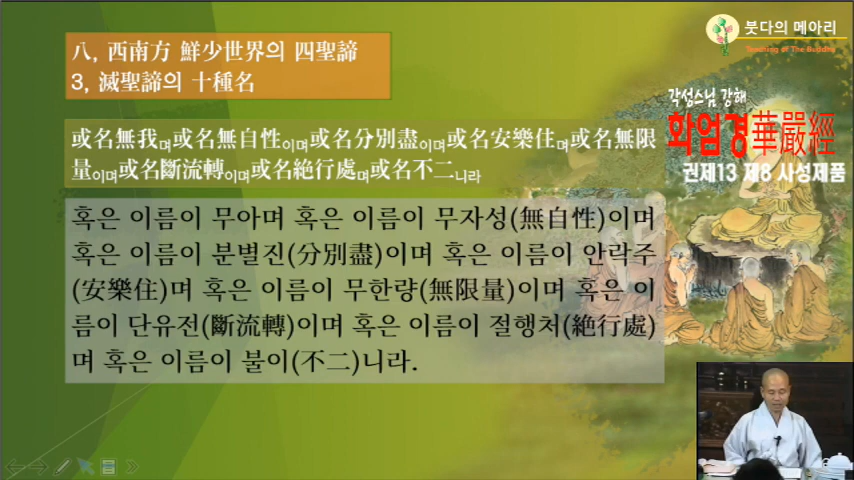 붓다의 메아리
Teaching of The Buddha
八, 西南方 鮮少世界의 四聖諦
3, 滅聖諦의 十種名
각성스님 강해
화엄경華嚴經
권제13 제8 사성제품
或名無我며或名無自性이며或名分別盡이며或名安樂住며或名無限
量이며或名斷流轉이며或名絶行處며或名不二니라
혹은 이름이 무아며 혹은 이름이 무자성(無自性)이며
혹은 이름이 분별진(分別盡)이며 혹은 이름이 안락주
(安樂住)며 혹은 이름이 무한량(無限量)이며 혹은 이
름이 단유전(斷流轉)이며 혹은 이름이 절행처(絶行處)
며 혹은 이름이 불이(不二)니라.